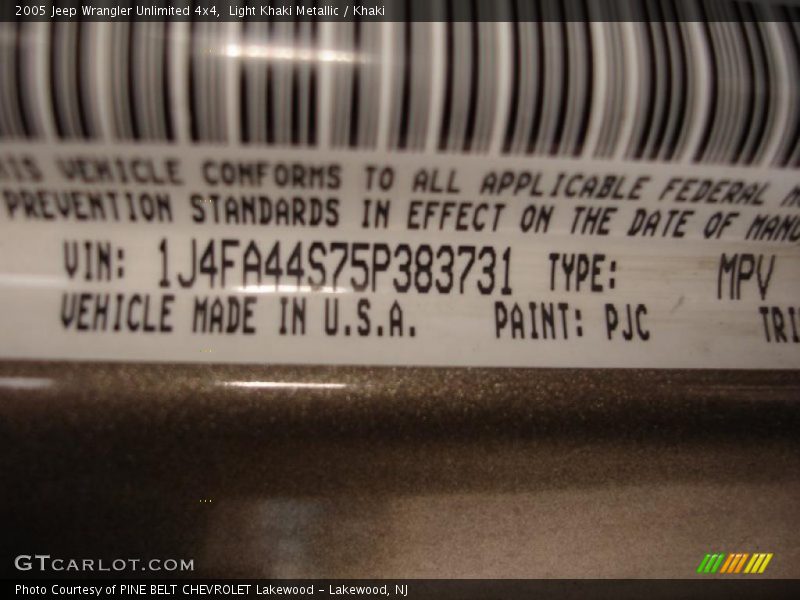 2005 Jeep Wrangler Unlimited 4x4, Light Khaki Metallic / Khaki
VEHICLE CONFORMS TO ALL APPLICABLE FEDERAL
PREVENTION STANDARDS IN EFFECT ON THE DATE OF
VIN: 1J4FA44S75P383731 TYPE: MPV
VEHICLE MADE IN U.S.A. PAINT: PJC
GTCARLOT.COM
Photo Courtesy of PINE BELT CHEVROLET Lakewood - Lakewood, NJ